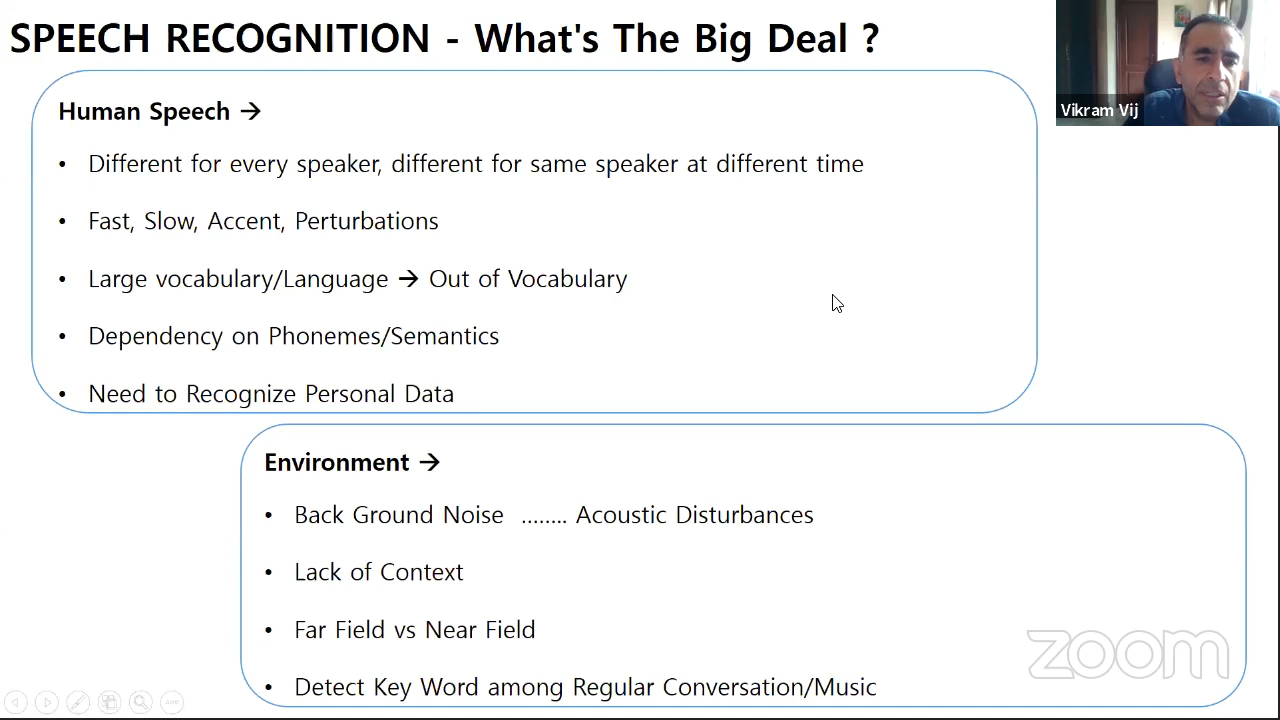 SPEECH RECOGNITION - What's The Big Deal ?
Vikram Vij
Human Speech →
• Different for every speaker, different for same speaker at different time
• Fast, Slow, Accent, Perturbations
• Large vocabulary/Language → Out of Vocabulary
• Dependency on Phonemes/Semantics
• Need to Recognize Personal Data
Environment →
• Back Ground Noise ........ Acoustic Disturbances
• Lack of Context
• Far Field vs Near Field
• Detect Key Word among Regular Conversation/Music
zoom